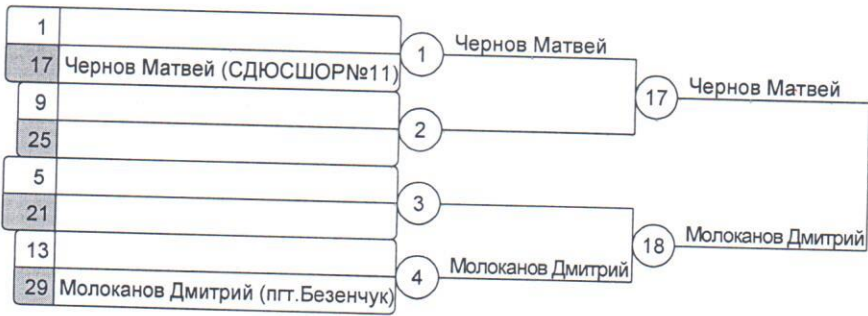 1
Чернов Матвей
17 Чернов Матвей (СДЮСШОР№11)
1
Чернов Матвей
17
9
25
2
5
21
3
Молоканов Дмитрий
18
13
Молоканов Дмитрий
4
29 Молоканов Дмитрий (пгт.Безенчук)